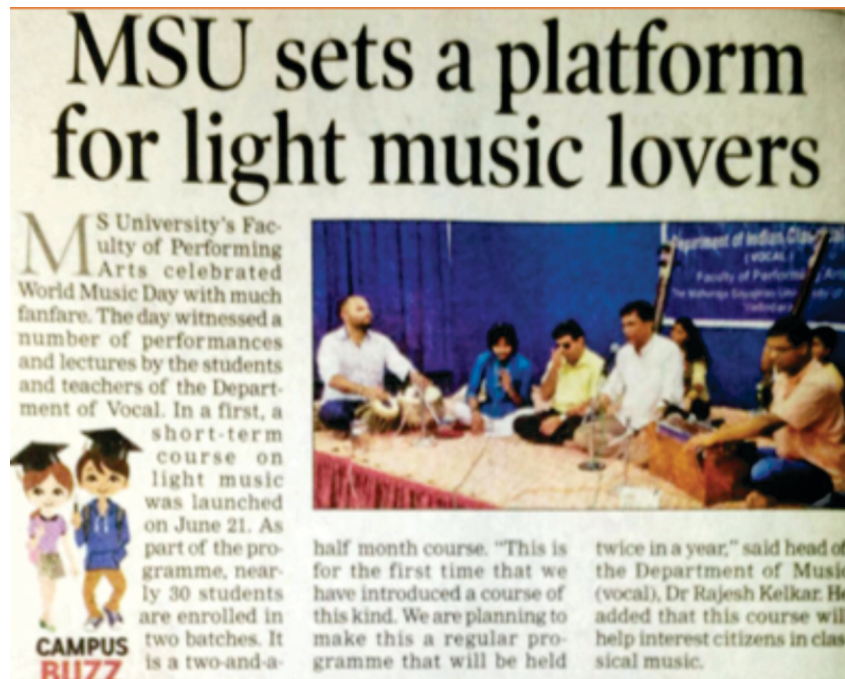 MSU sets a platform
for light music lovers
MS University's Fac-
ulty of Performing
Arts celebrated
World Music Day with much
fanfare. The day witnessed a
number of performances
and lectures by the students
and teachers of the Depart-
ment of Vocal. In a first, a
short-term
course on
light music
was launched
on June 21. As
part of the pro-
gramme, near-
ly 30 students
are enrolled in
two batches. It
is a two-and-a-
CAMPUS
BUZZ
Department of Indian
(VOCAL)
Faculty of Performing
half month course. "This is
for the first time that we
have introduced a course of
this kind. We are planning to
make this a regular pro-
gramme that will be held
twice in a year," said head of
the Department of Music
(vocal), Dr Rajesh Kelkar. He
added that this course will
help interest citizens in clas-
sical music.